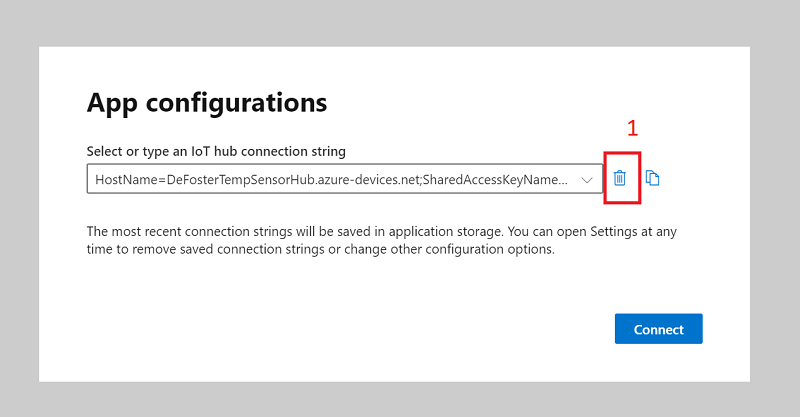 App configurations
1
Select or type an IoT hub connection string
HostName=DeFosterTempSensorHub.azure-devices.net;SharedAccessKeyName...
The most recent connection strings will be saved in application storage. You can open Settings at any
time to remove saved connection strings or change other configuration options.
Connect